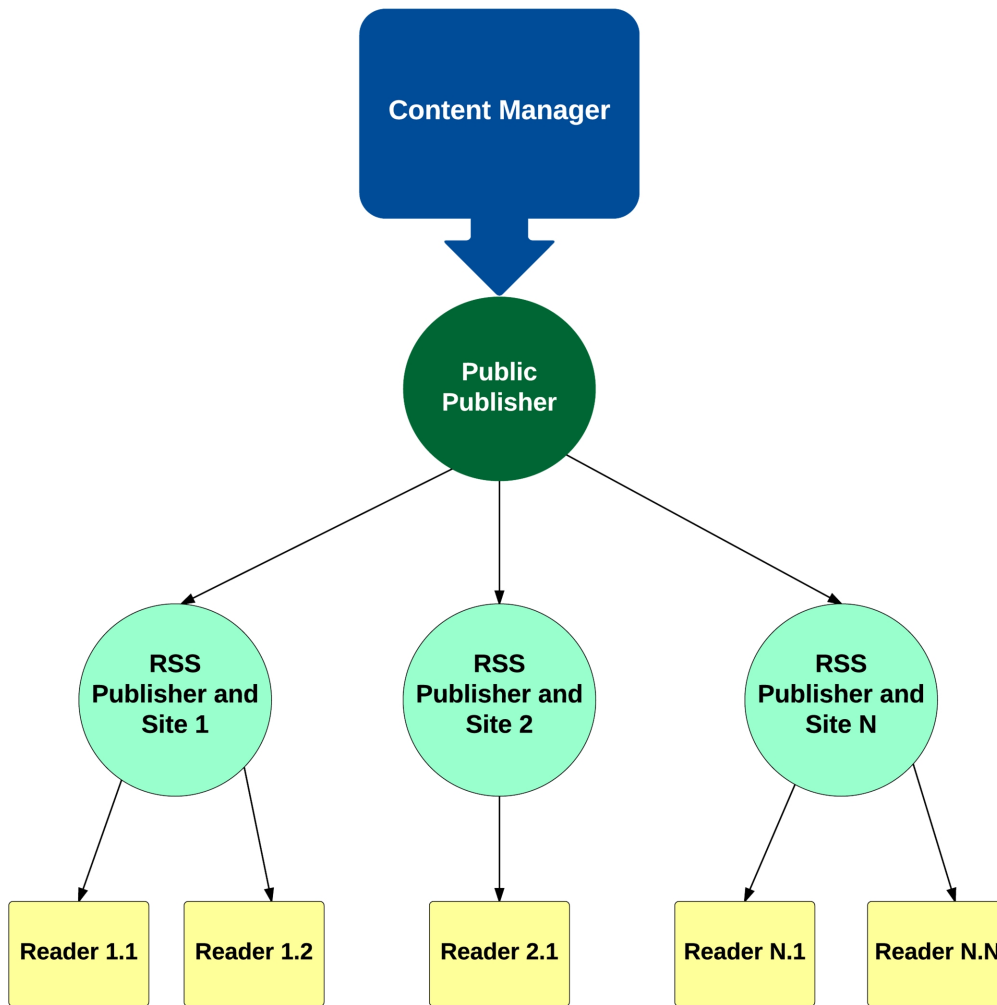 Content Manager
Public
Publisher
RSS
Publisher and
Site 1
RSS
Publisher and
Site 2
RSS
Publisher and
Site N
Reader 1.1
Reader 1.2
Reader 2.1
Reader N.1
Reader N.N